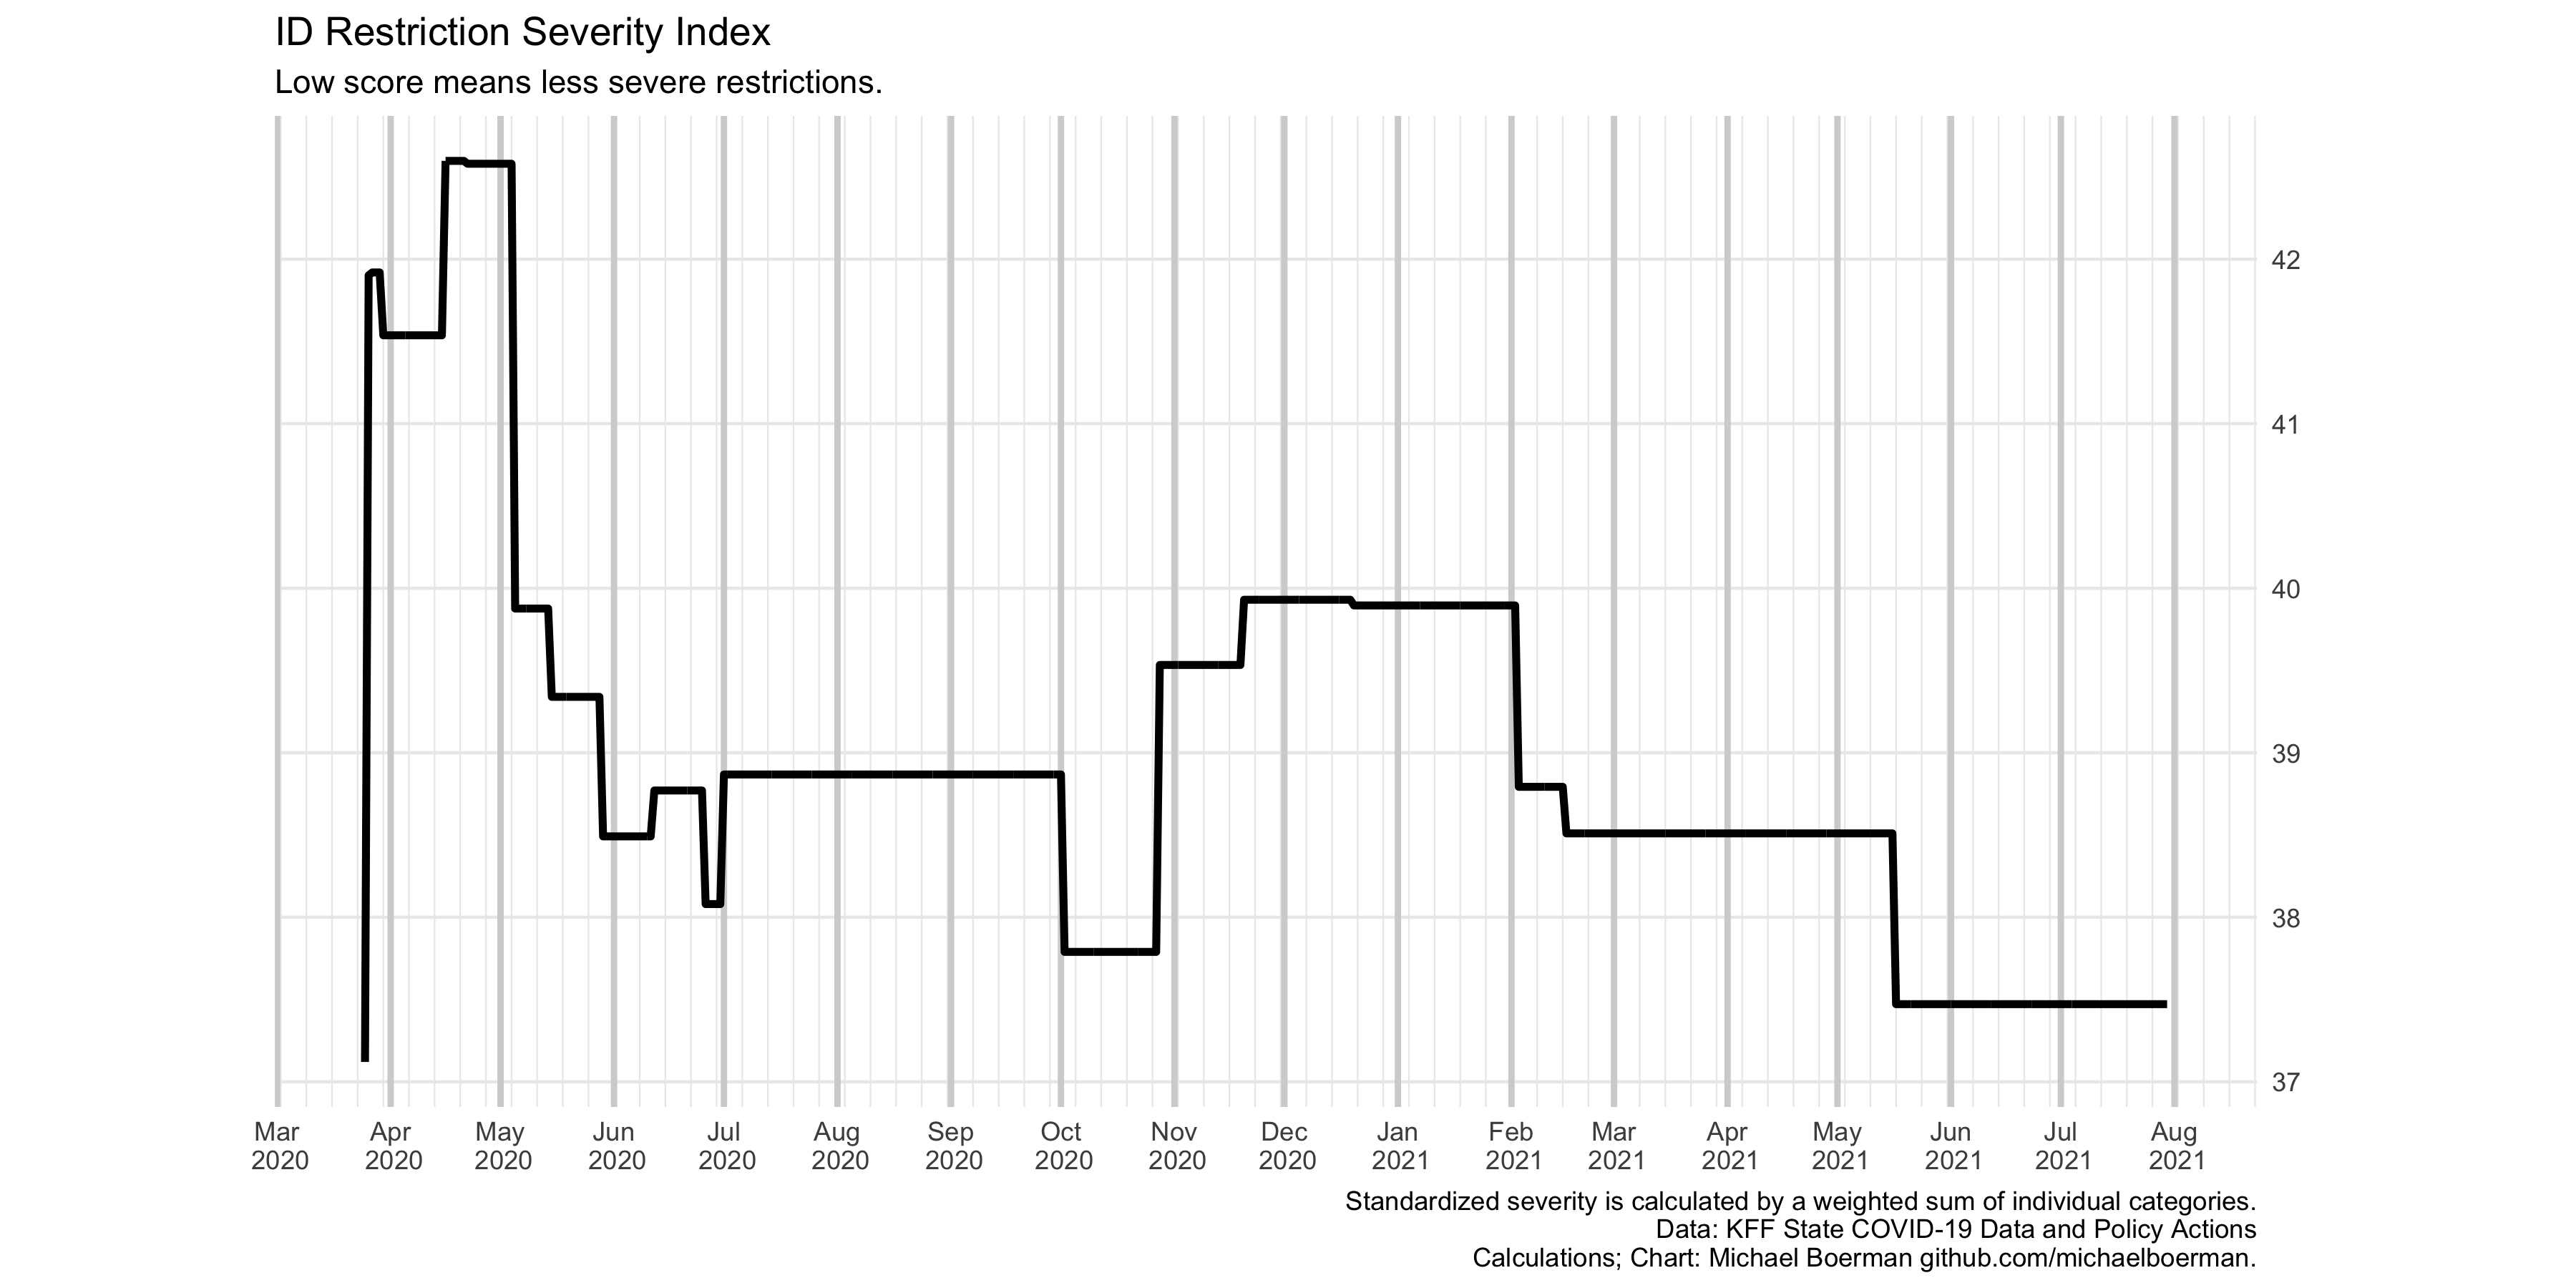 ID Restriction Severity Index
Low score means less severe restrictions.
42
41
40
39
38
37
Mar Apr May Jun Jul Aug Sep Oct Nov Dec Jan Feb Mar Apr May Jun Jul Aug
2020 2020 2020 2020 2020 2020 2020 2020 2020 2020 2021 2021 2021 2021 2021 2021 2021 2021
Standardized severity is calculated by a weighted sum of individual categories.
Data: KFF State COVID-19 Data and Policy Actions
Calculations; Chart: Michael Boerman github.com/michaelboerman.